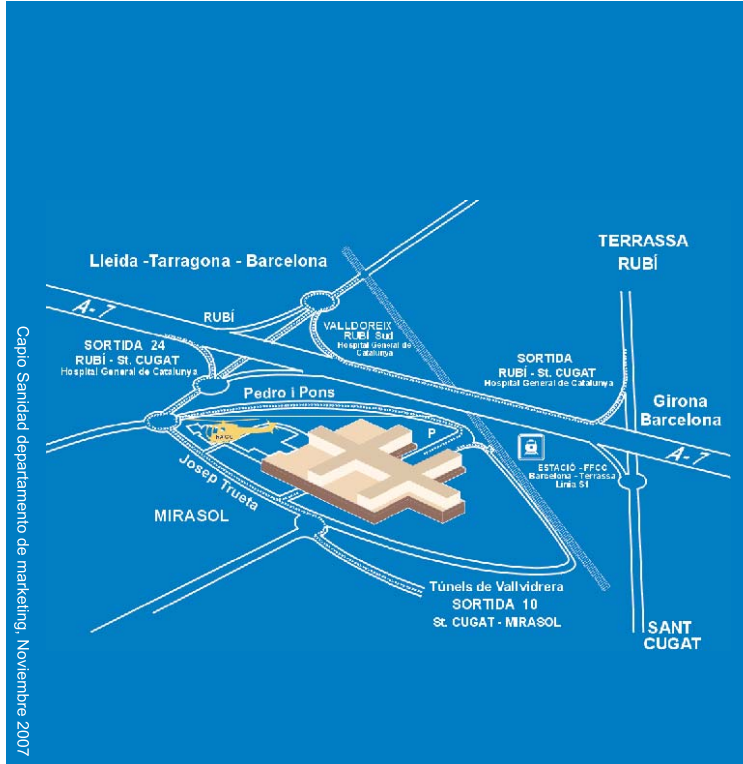 TERRASSA
RUBÍ
Lleida -Tarragona - Barcelona
A- 7
RUBÍ
VALLDOREIX
RUBÍ Sud
Hospital General de
Catalunya
SORTIDA 24
RUBÍ - St. CUGAT
Hospital General de Catalunya
SORTIDA
RUBÍ - St. CUGAT
Hospital General de Catalunya
Pedro i Pons
Girona
Barcelona
P
A- 7
ESTACIÓ - FFCC
Barcelona - Terrassa
Línia S1
Josep Trueta
MIRASOL
Túnels de Vallvidrera
SORTIDA 10
St. CUGAT - MIRASOL
SANT
CUGAT
Capio Sanidad departamento de marketing, Noviembre 2007